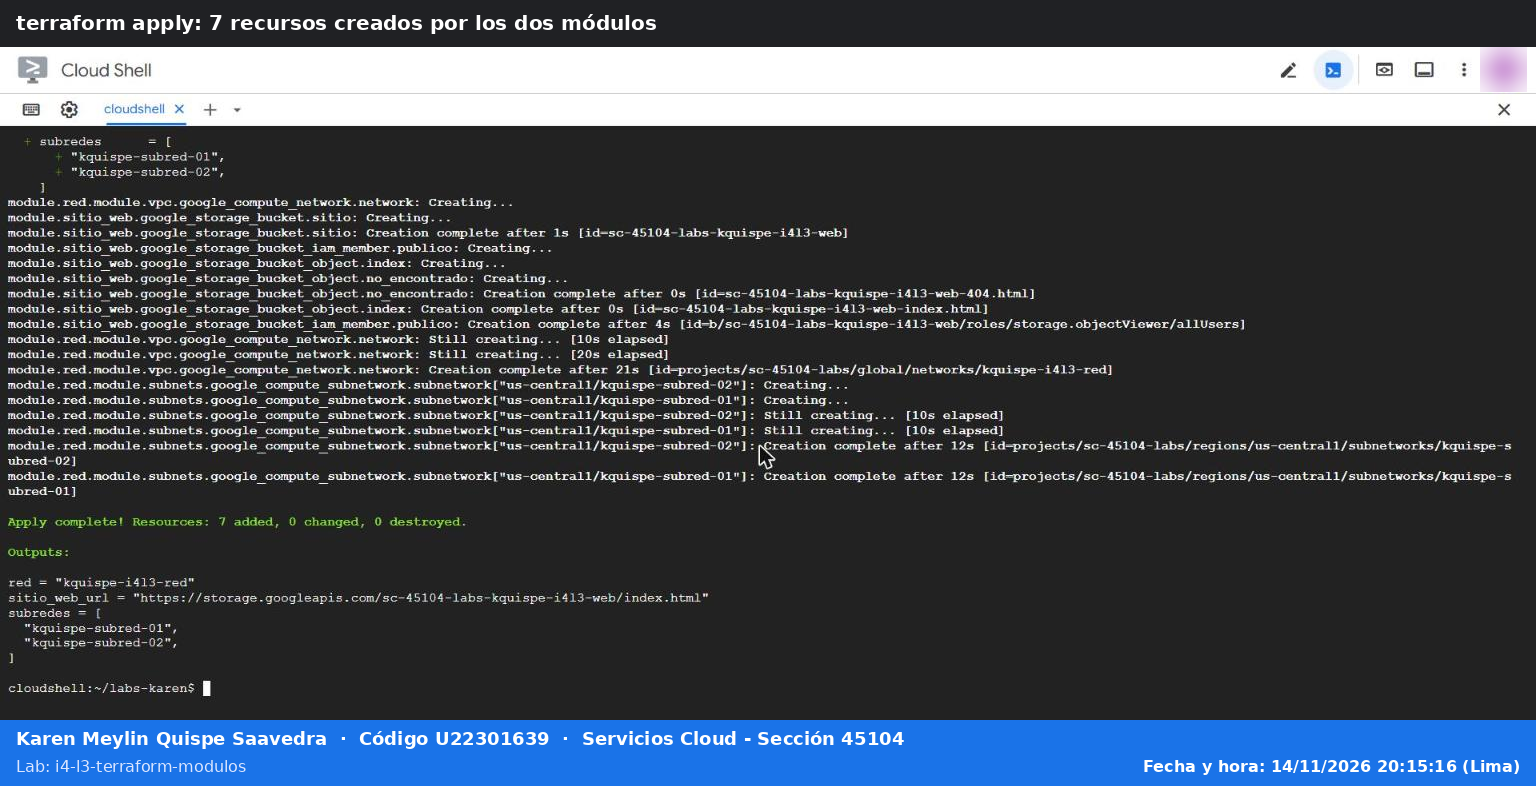 terraform apply: 7 recursos creados por los dos módulos
Cloud Shell
cloudshell
+ subredes      = [
+ "kquispe-subred-01",
+ "kquispe-subred-02",
]
module.red.module.vpc.google_compute_network.network: Creating...
module.sitio_web.google_storage_bucket.sitio: Creating...
module.sitio_web.google_storage_bucket.sitio: Creation complete after 1s [id=sc-45104-labs-kquispe-i4l3-web]
module.sitio_web.google_storage_bucket_iam_member.publico: Creating...
module.sitio_web.google_storage_bucket_object.index: Creating...
module.sitio_web.google_storage_bucket_object.no_encontrado: Creating...
module.sitio_web.google_storage_bucket_object.no_encontrado: Creation complete after 0s [id=sc-45104-labs-kquispe-i4l3-web-404.html]
module.sitio_web.google_storage_bucket_object.index: Creation complete after 0s [id=sc-45104-labs-kquispe-i4l3-web-index.html]
module.sitio_web.google_storage_bucket_iam_member.publico: Creation complete after 4s [id=b/sc-45104-labs-kquispe-i4l3-web/roles/storage.objectViewer/allUsers]
module.red.module.vpc.google_compute_network.network: Still creating... [10s elapsed]
module.red.module.vpc.google_compute_network.network: Still creating... [20s elapsed]
module.red.module.vpc.google_compute_network.network: Creation complete after 21s [id=projects/sc-45104-labs/global/networks/kquispe-i4l3-red]
module.red.module.subnets.google_compute_subnetwork.subnetwork["us-central1/kquispe-subred-02"]: Creating...
module.red.module.subnets.google_compute_subnetwork.subnetwork["us-central1/kquispe-subred-01"]: Creating...
module.red.module.subnets.google_compute_subnetwork.subnetwork["us-central1/kquispe-subred-02"]: Still creating... [10s elapsed]
module.red.module.subnets.google_compute_subnetwork.subnetwork["us-central1/kquispe-subred-01"]: Still creating... [10s elapsed]
module.red.module.subnets.google_compute_subnetwork.subnetwork["us-central1/kquispe-subred-02"]: Creation complete after 12s [id=projects/sc-45104-labs/regions/us-central1/subnetworks/kquispe-s
ubred-02]
module.red.module.subnets.google_compute_subnetwork.subnetwork["us-central1/kquispe-subred-01"]: Creation complete after 12s [id=projects/sc-45104-labs/regions/us-central1/subnetworks/kquispe-s
ubred-01]
Apply complete! Resources: 7 added, 0 changed, 0 destroyed.
Outputs:
red = "kquispe-i4l3-red"
sitio_web_url = "https://storage.googleapis.com/sc-45104-labs-kquispe-i4l3-web/index.html"
subredes = [
"kquispe-subred-01",
"kquispe-subred-02",
]
cloudshell:~/labs-karen$
Karen Meylin Quispe Saavedra · Código U22301639 · Servicios Cloud - Sección 45104
Lab: i4-l3-terraform-modulos
Fecha y hora: 14/11/2026 20:15:16 (Lima)